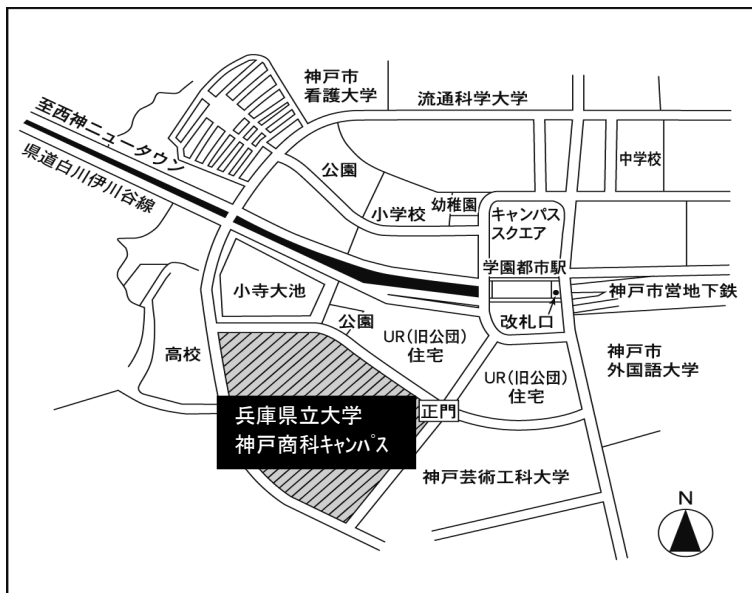 神戸市
看護大学
流通科学大学
至西神ニュータウン
県道白川伊川谷線
公園
中学校
小学校
幼稚園
キャンパス
スクエア
学園都市駅
小寺大池
神戸市営地下鉄
公園
改札口
高校
UR(旧公団)
住宅
神戸市
外国語大学
UR(旧公団)
住宅
兵庫県立大学
神戸商科キャンパス
正門
神戸芸術工科大学
N